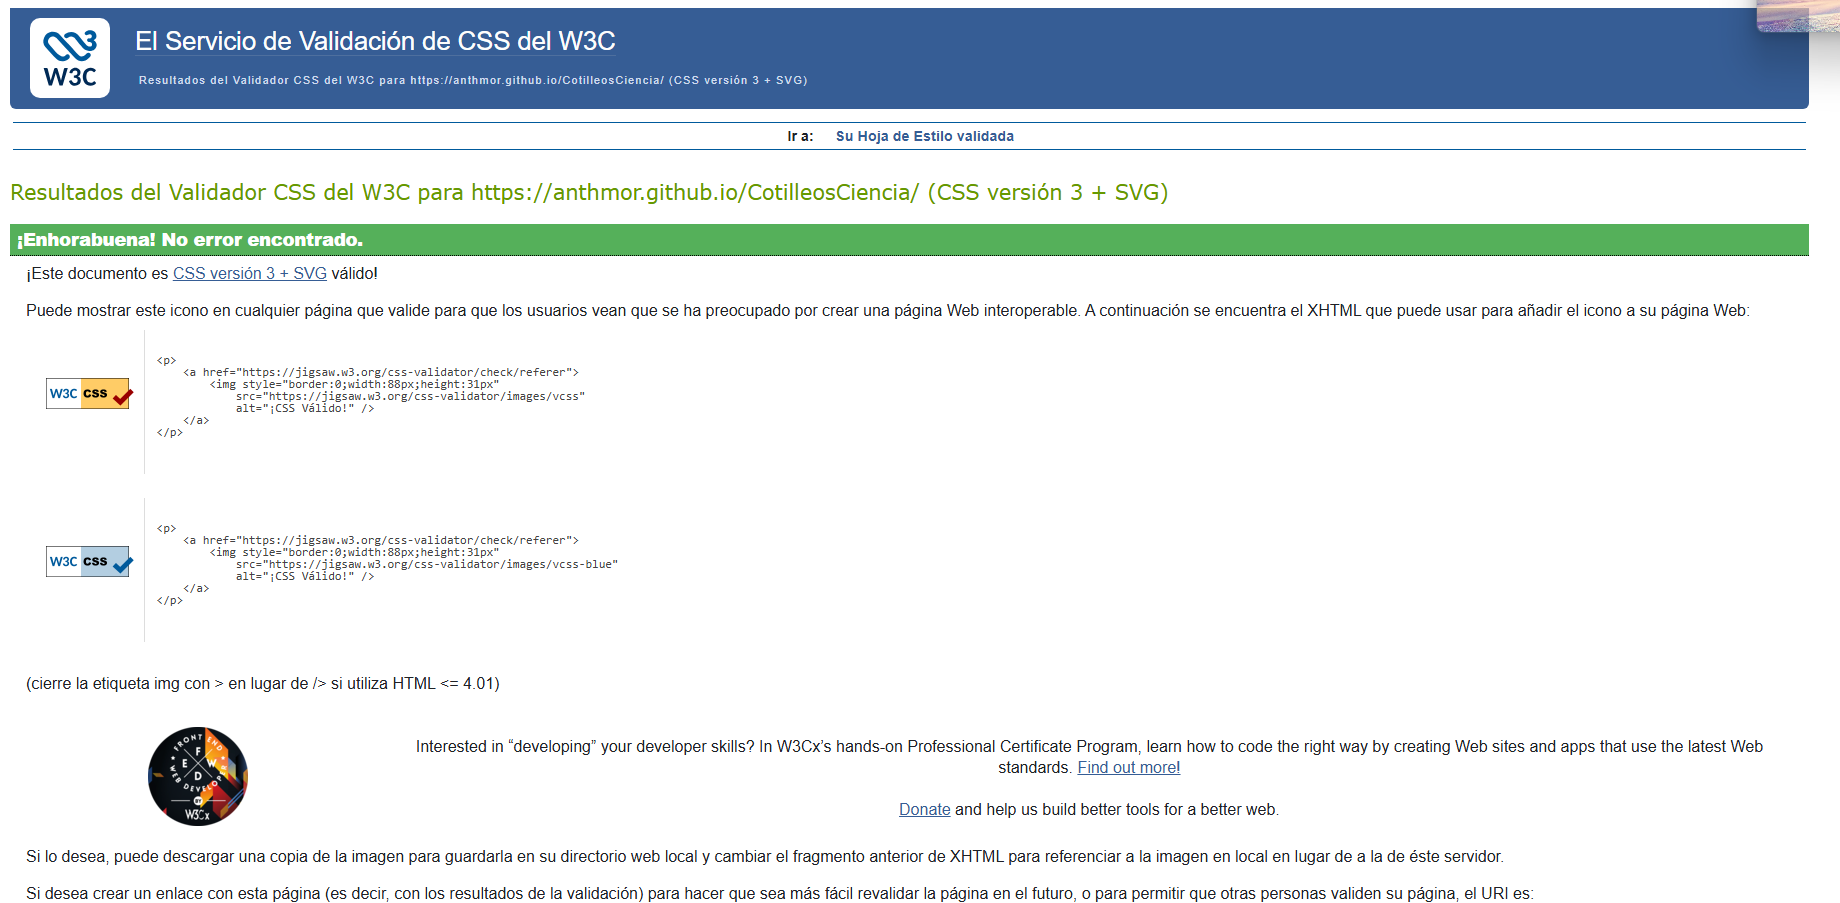 W3C
El Servicio de Validación de CSS del W3C
Resultados del Validador CSS del W3C para https://anthmor.github.io/CotilleosCiencia/ (CSS versión 3 + SVG)
Ir a: Su Hoja de Estilo validada
Resultados del Validador CSS del W3C para https://anthmor.github.io/CotilleosCiencia/ (CSS versión 3 + SVG)
¡Enhorabuena! No error encontrado.
¡Este documento es CSS versión 3 + SVG válido!
Puede mostrar este icono en cualquier página que valide para que los usuarios vean que se ha preocupado por crear una página Web interoperable. A continuación se encuentra el XHTML que puede usar para añadir el icono a su página Web:
W3C css
<p>
<a href="https://jigsaw.w3.org/css-validator/check/referer">
<img style="border:0;width:88px;height:31px"
src="https://jigsaw.w3.org/css-validator/images/vcss"
alt="¡CSS Válido!" />
</a>
</p>
W3C css
<p>
<a href="https://jigsaw.w3.org/css-validator/check/referer">
<img style="border:0;width:88px;height:31px"
src="https://jigsaw.w3.org/css-validator/images/vcss-blue"
alt="¡CSS Válido!" />
</a>
</p>
(cierre la etiqueta img con > en lugar de /> si utiliza HTML <= 4.01)
FRONT END
F E W D
WEB DEVELOPER
W3Cx
Interested in “developing” your developer skills? In W3Cx’s hands-on Professional Certificate Program, learn how to code the right way by creating Web sites and apps that use the latest Web
standards. Find out more!
Donate and help us build better tools for a better web.
Si lo desea, puede descargar una copia de la imagen para guardarla en su directorio web local y cambiar el fragmento anterior de XHTML para referenciar a la imagen en local en lugar de a la de éste servidor.
Si desea crear un enlace con esta página (es decir, con los resultados de la validación) para hacer que sea más fácil revalidar la página en el futuro, o para permitir que otras personas validen su página, el URI es: